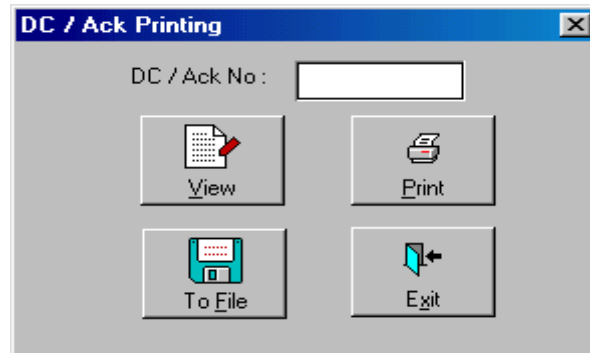 DC / Ack Printing
DC / Ack No :
View
Print
To File
Exit